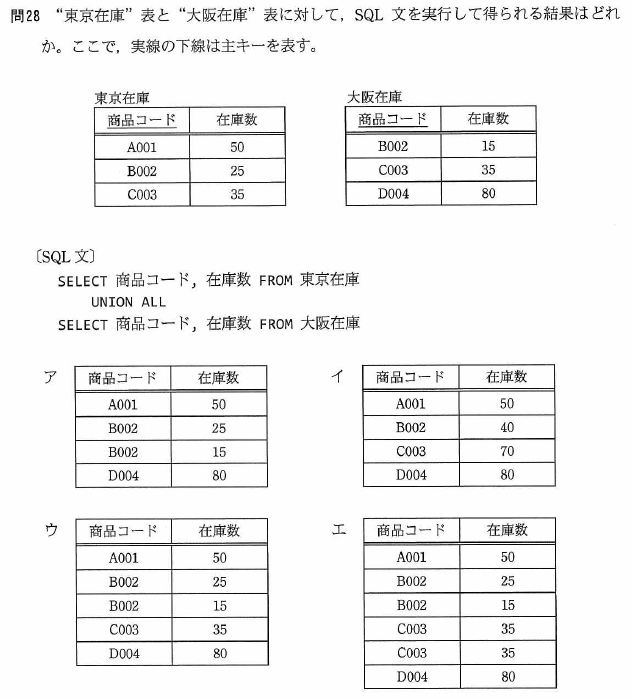 問28 “東京在庫”表と“大阪在庫”表に対して，SQL 文を実行して得られる結果はどれ
か。ここで，実線の下線は主キーを表す。
東京在庫
商品コード 在庫数
A001 50
B002 25
C003 35
大阪在庫
商品コード 在庫数
B002 15
C003 35
D004 80
〔SQL 文〕
SELECT 商品コード, 在庫数 FROM 東京在庫
UNION ALL
SELECT 商品コード, 在庫数 FROM 大阪在庫
ア
商品コード 在庫数
A001 50
B002 25
B002 15
D004 80
イ
商品コード 在庫数
A001 50
B002 40
C003 70
D004 80
ウ
商品コード 在庫数
A001 50
B002 25
B002 15
C003 35
D004 80
エ
商品コード 在庫数
A001 50
B002 25
B002 15
C003 35
C003 35
D004 80